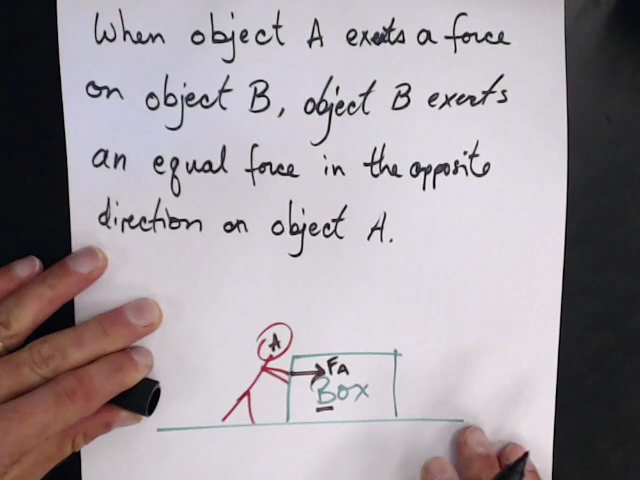 When object A exerts a force
on object B, object B exerts
an equal force in the opposite
direction on object A.
A
FA
Box